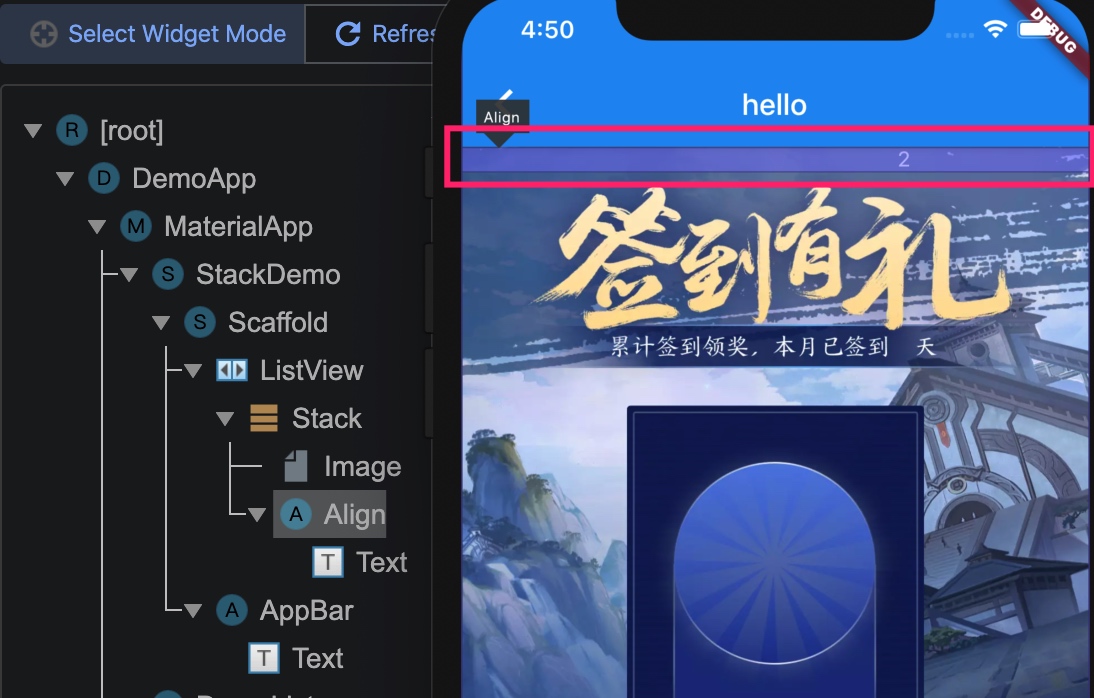 Select Widget Mode
Refres
4:50
DEBUG
hello
Align
2
R [root]
D DemoApp
M MaterialApp
S StackDemo
S Scaffold
ListView
Stack
Image
A Align
T Text
A AppBar
T Text
签到有礼
累计签到领奖，本月已签到 天